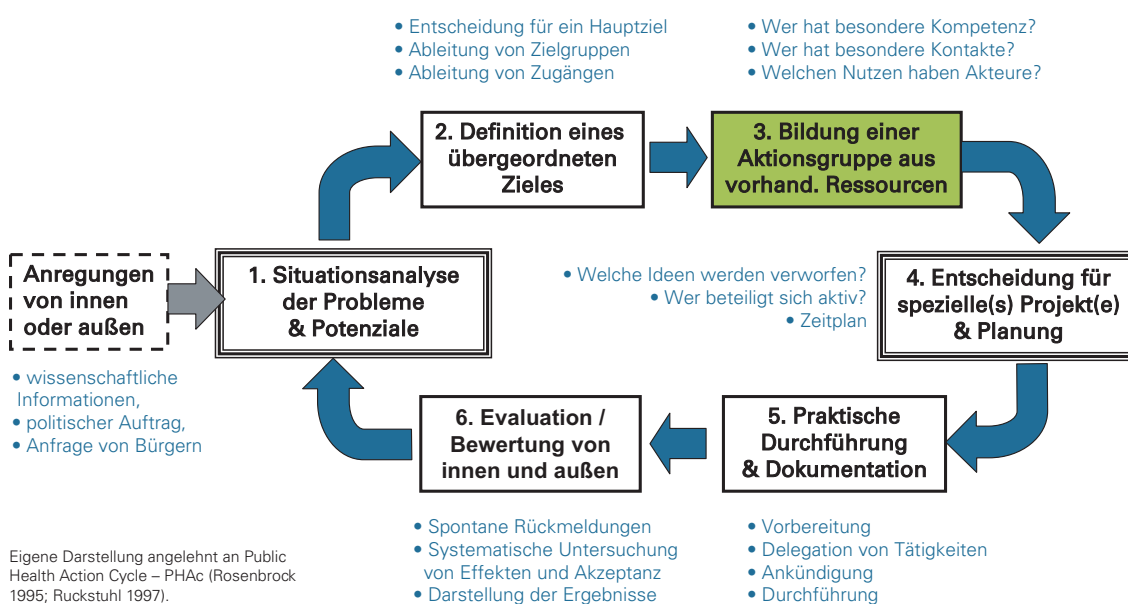 • Entscheidung für ein Hauptziel
• Ableitung von Zielgruppen
• Ableitung von Zugängen
• Wer hat besondere Kompetenz?
• Wer hat besondere Kontakte?
• Welchen Nutzen haben Akteure?
2. Definition eines
übergeordneten
Zieles
3. Bildung einer
Aktionsgruppe aus
vorhand. Ressourcen
Anregungen
von innen
oder außen
1. Situationsanalyse
der Probleme
& Potenziale
• Welche Ideen werden verworfen?
• Wer beteiligt sich aktiv?
• Zeitplan
4. Entscheidung für
spezielle(s) Projekt(e)
& Planung
• wissenschaftliche
Informationen,
• politischer Auftrag,
• Anfrage von Bürgern
6. Evaluation /
Bewertung von
innen und außen
5. Praktische
Durchführung
& Dokumentation
• Spontane Rückmeldungen
• Systematische Untersuchung
von Effekten und Akzeptanz
• Darstellung der Ergebnisse
• Vorbereitung
• Delegation von Tätigkeiten
• Ankündigung
• Durchführung
Eigene Darstellung angelehnt an Public
Health Action Cycle – PHAc (Rosenbrock
1995; Ruckstuhl 1997).